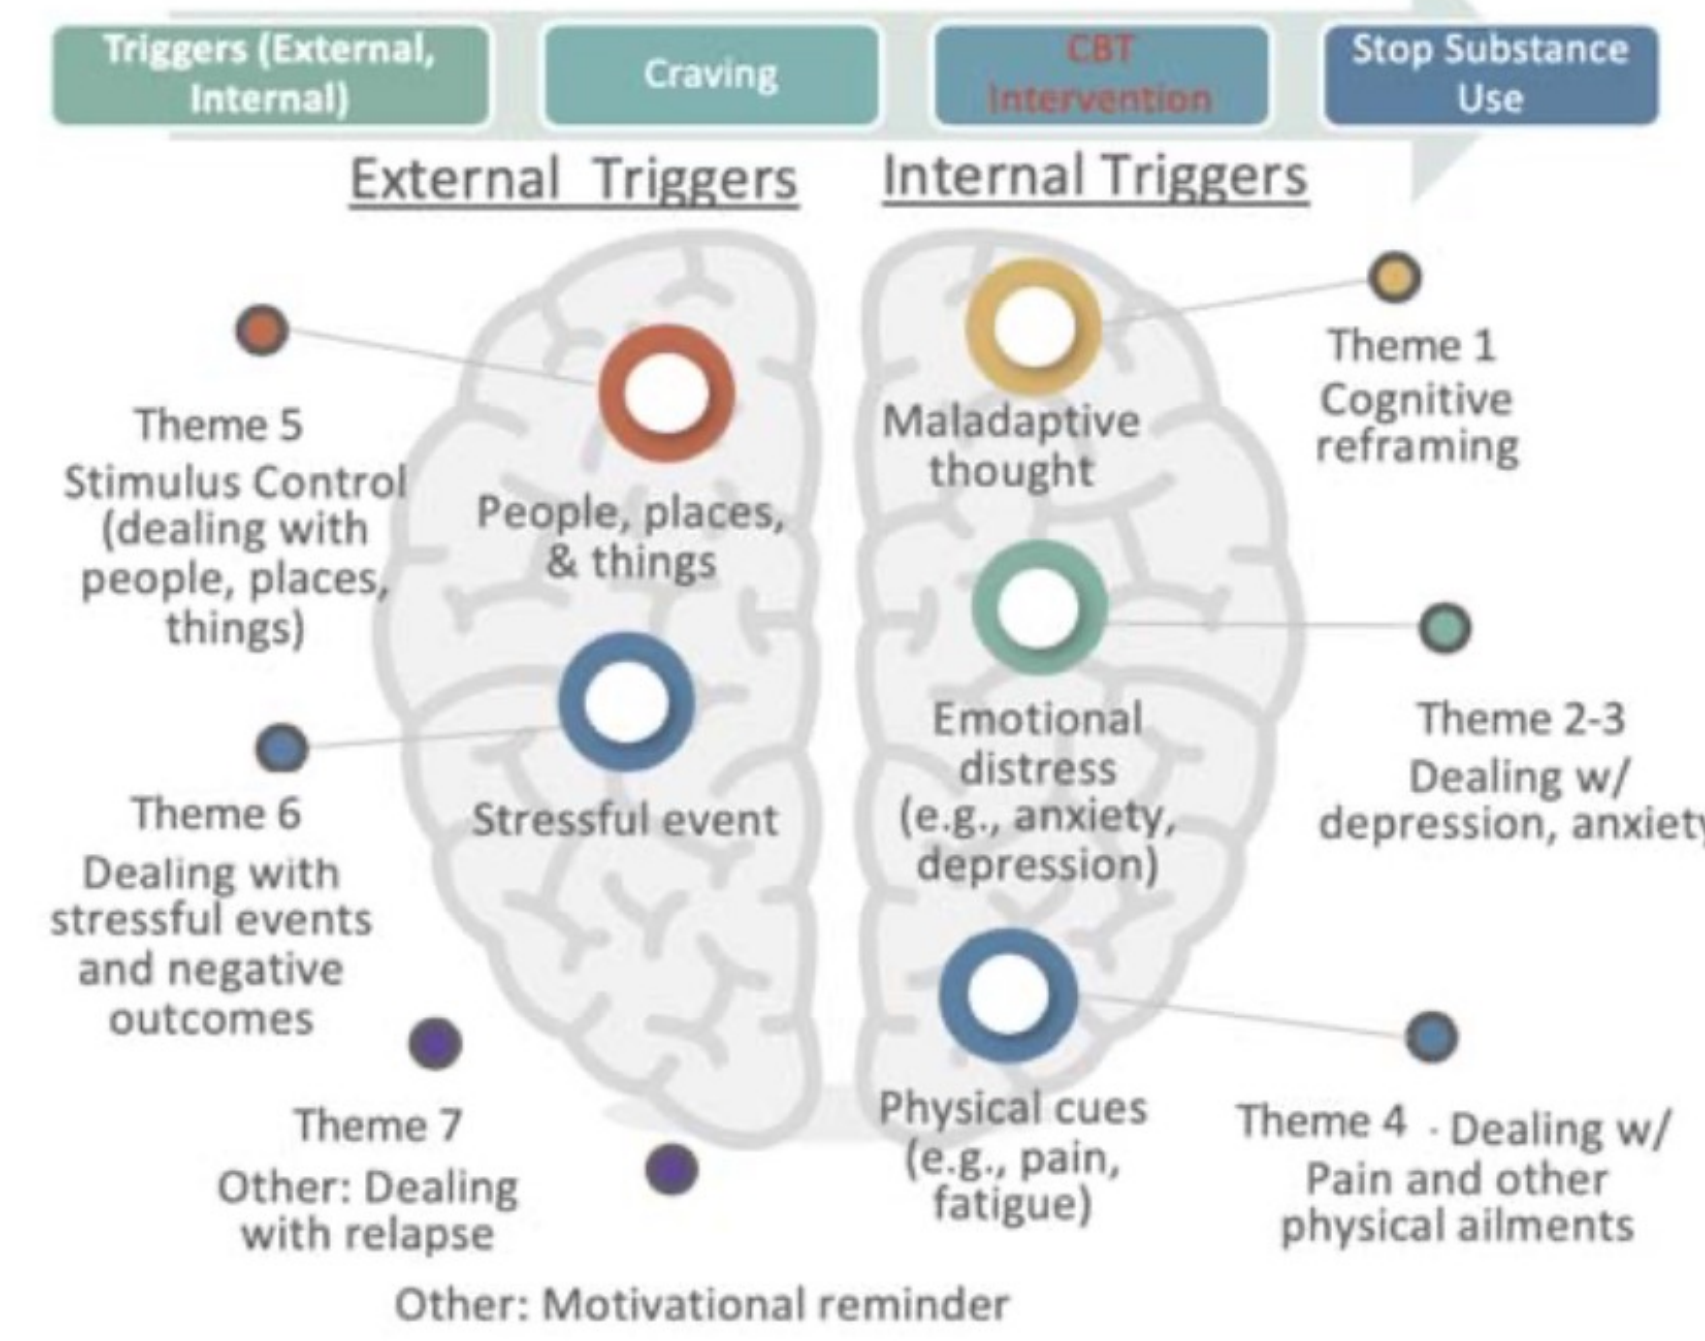 Triggers (External,
Internal)
Craving
CBT
Intervention
Stop Substance
Use
External Triggers
Internal Triggers
Theme 5
Stimulus Control
(dealing with
people, places,
things)
People, places,
& things
Theme 6
Dealing with
stressful events
and negative
outcomes
Stressful event
Theme 7
Other: Dealing
with relapse
Other: Motivational reminder
Maladaptive
thought
Theme 1
Cognitive
reframing
Emotional
distress
(e.g., anxiety,
depression)
Theme 2-3
Dealing w/
depression, anxiety
Physical cues
(e.g., pain,
fatigue)
Theme 4 · Dealing w/
Pain and other
physical ailments